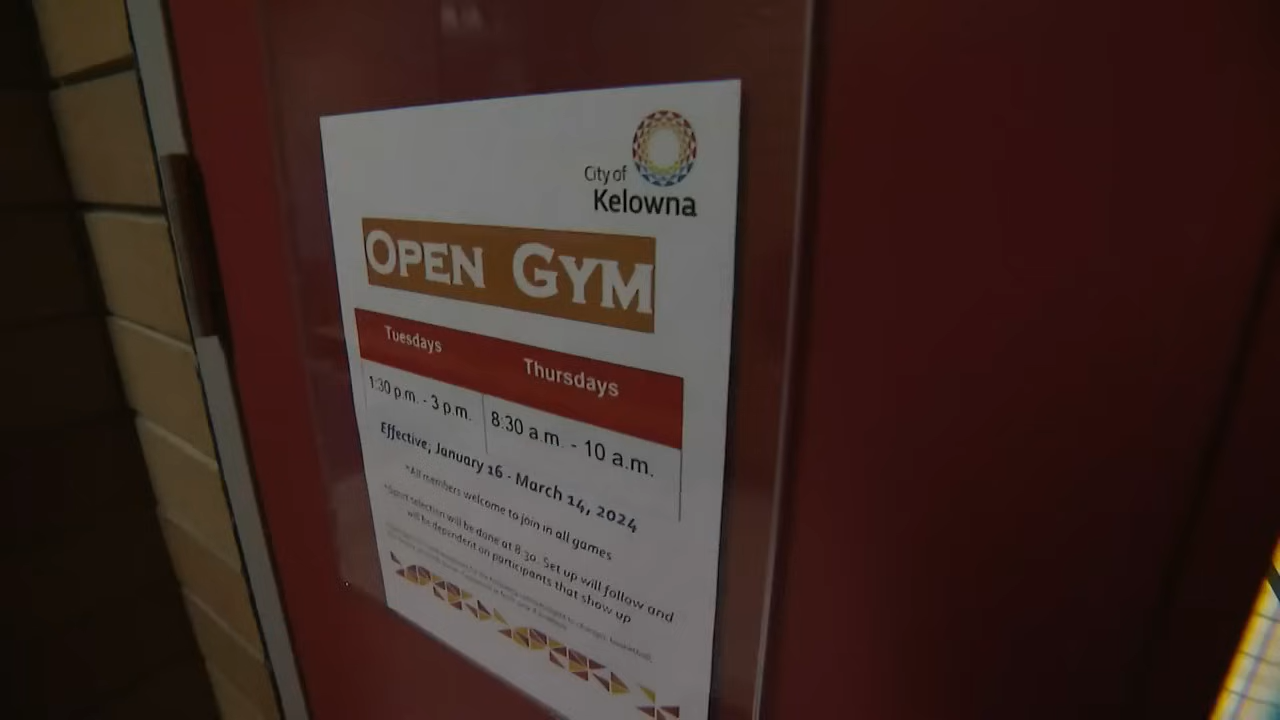 City of
Kelowna
OPEN GYM
Tuesdays Thursdays
1:30 p.m. - 3 p.m. 8:30 a.m. - 10 a.m.
Effective, January 16 - March 14, 2024
*All members welcome to join in all games
*Sport selection will be done at 8:30. Set up will follow and
will be dependent on participants that show up